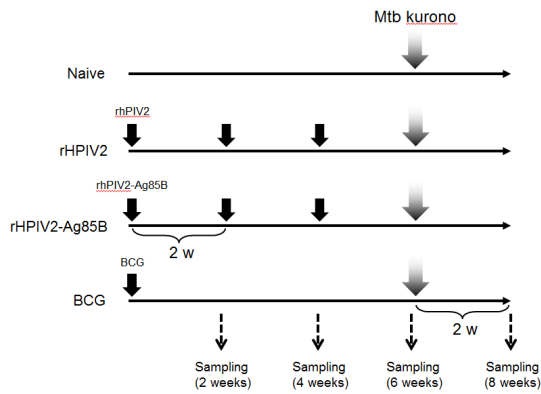 Mtb kurono
Naive
rhPIV2
rHPIV2
rhPIV2-Ag85B
rHPIV2-Ag85B
2 w
BCG
BCG
2 w
Sampling
(2 weeks)
Sampling
(4 weeks)
Sampling
(6 weeks)
Sampling
(8 weeks)